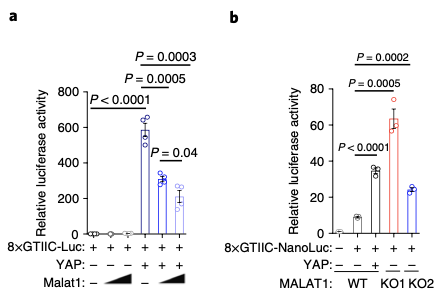 a
P = 0.0003
P = 0.0005
P < 0.0001
P = 0.04
Relative luciferase activity
800
600
400
200
0
8×GTIIC-Luc: + + + + + +
YAP: – – – + + +
Malat1: – –
b
P = 0.0002
P = 0.0005
P < 0.0001
Relative luciferase activity
80
60
40
20
0
8×GTIIC-NanoLuc: – + + + +
YAP: – – + – –
MALAT1: WT KO1 KO2